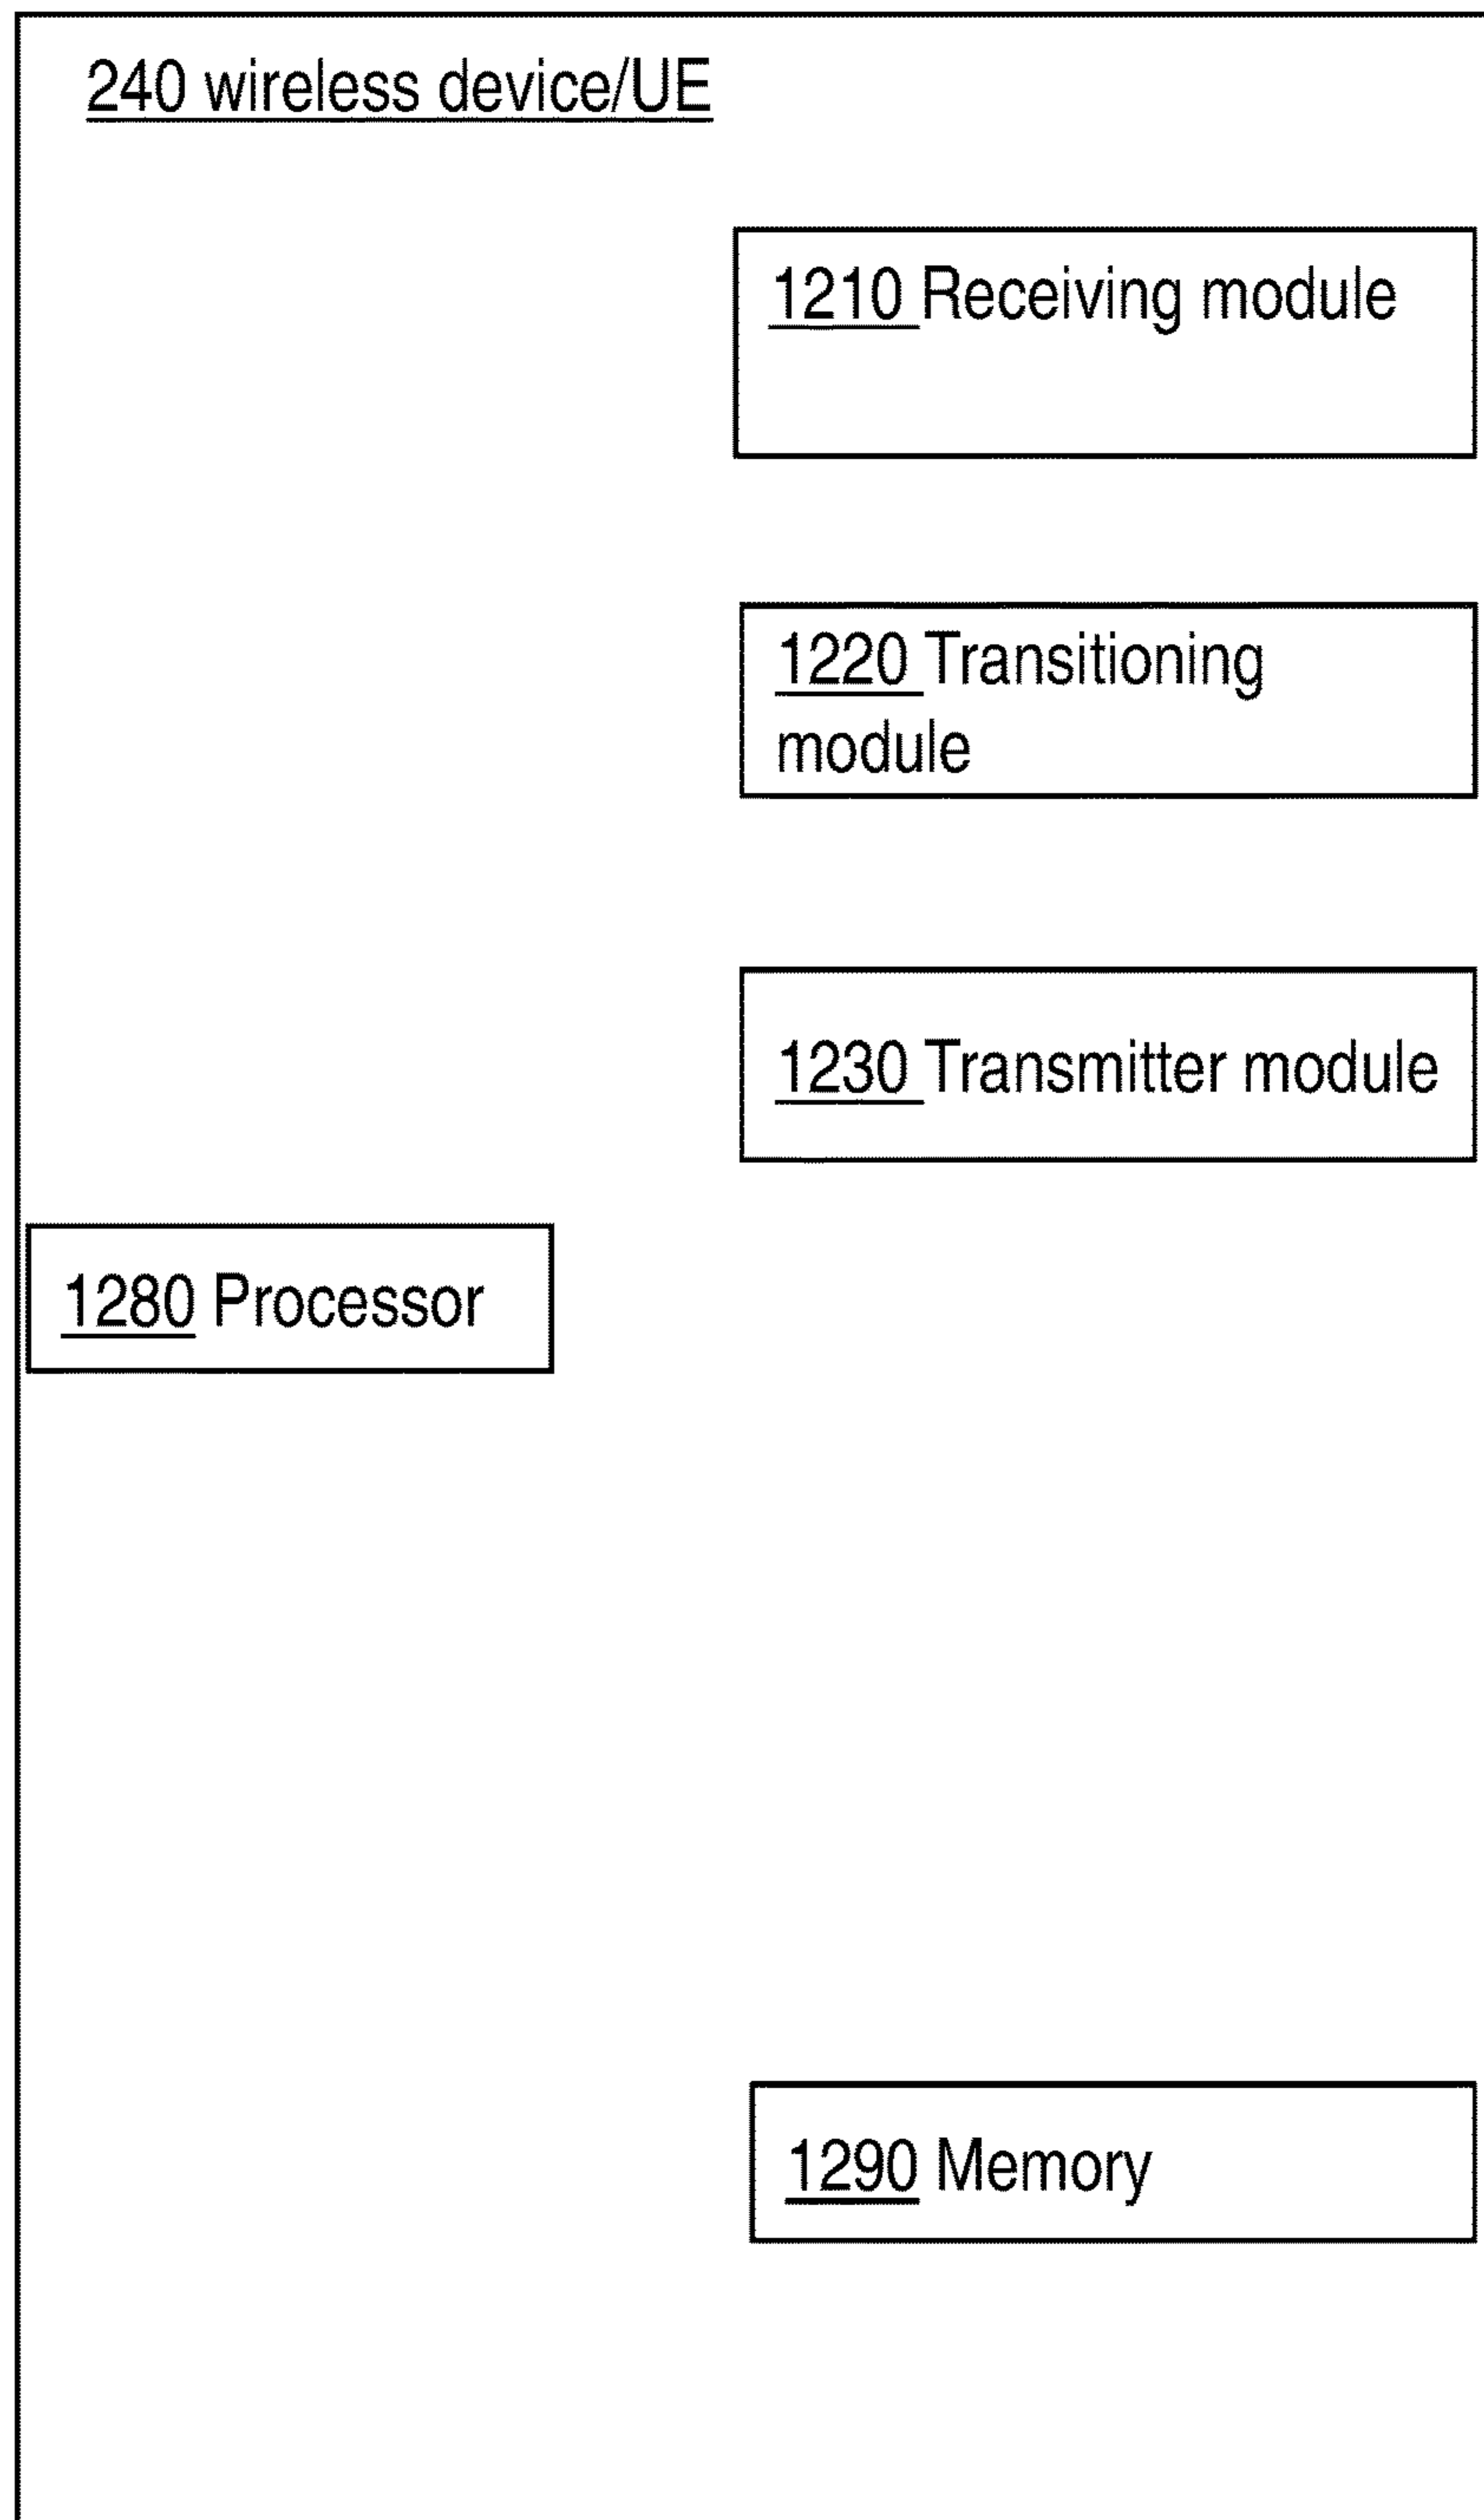 240 wireless device/UE
1210 Receiving module
1220 Transitioning
module
1230 Transmitter module
1280 Processor
1290 Memory